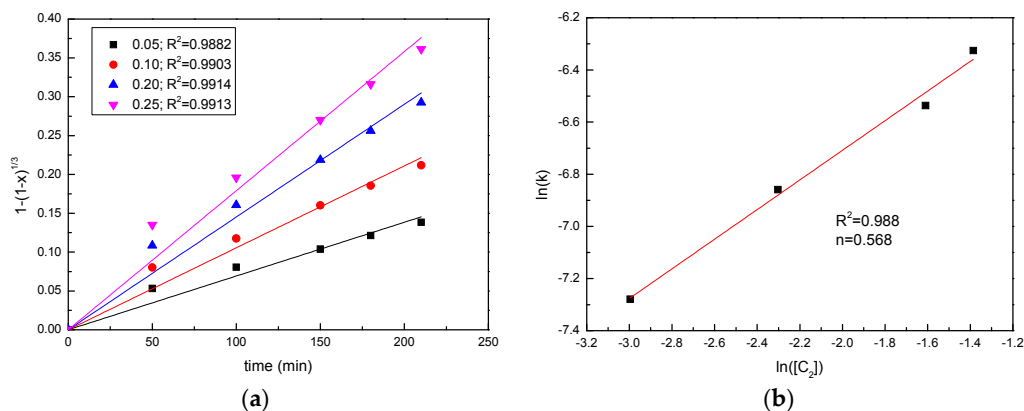 0.05; R²=0.9882
0.10; R²=0.9903
0.20; R²=0.9914
0.25; R²=0.9913
0.40
0.35
0.30
0.25
0.20
0.15
0.10
0.05
0.00
1-(1-x)^1/3
0 50 100 150 200 250
time (min)
(a)
-6.2
-6.4
-6.6
-6.8
-7.0
-7.2
-7.4
ln(k)
R²=0.988
n=0.568
-3.2 -3.0 -2.8 -2.6 -2.4 -2.2 -2.0 -1.8 -1.6 -1.4 -1.2
ln([C₂])
(b)